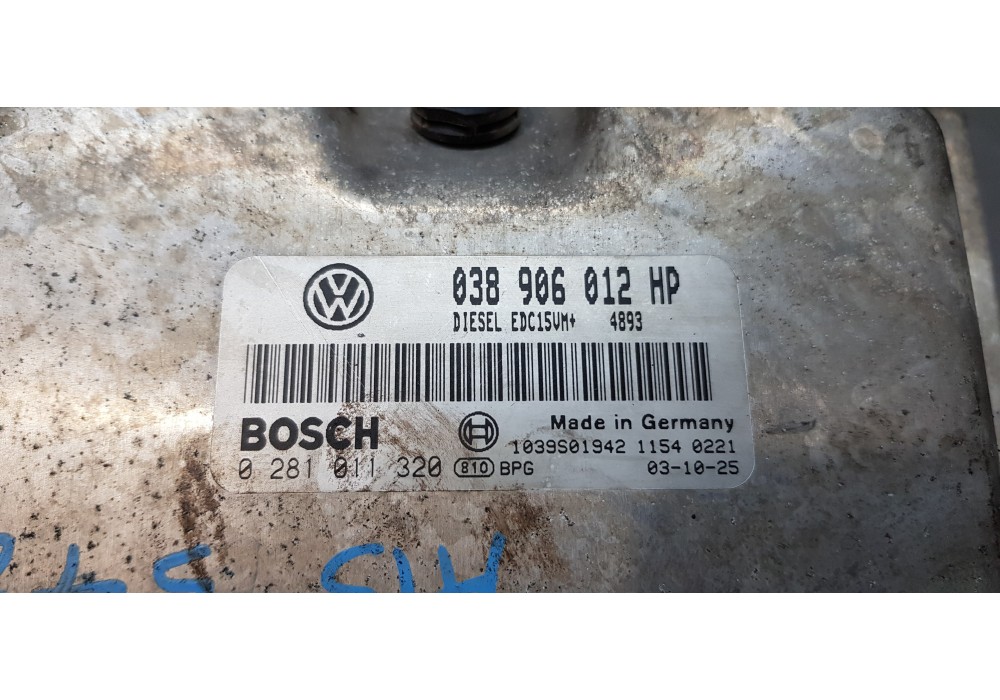 038 906 012 HP
DIESEL EDC15VM+ 4893
BOSCH
Made in Germany
1039S01942 1154 0221
0 281 011 320 810 BPG 03-10-25